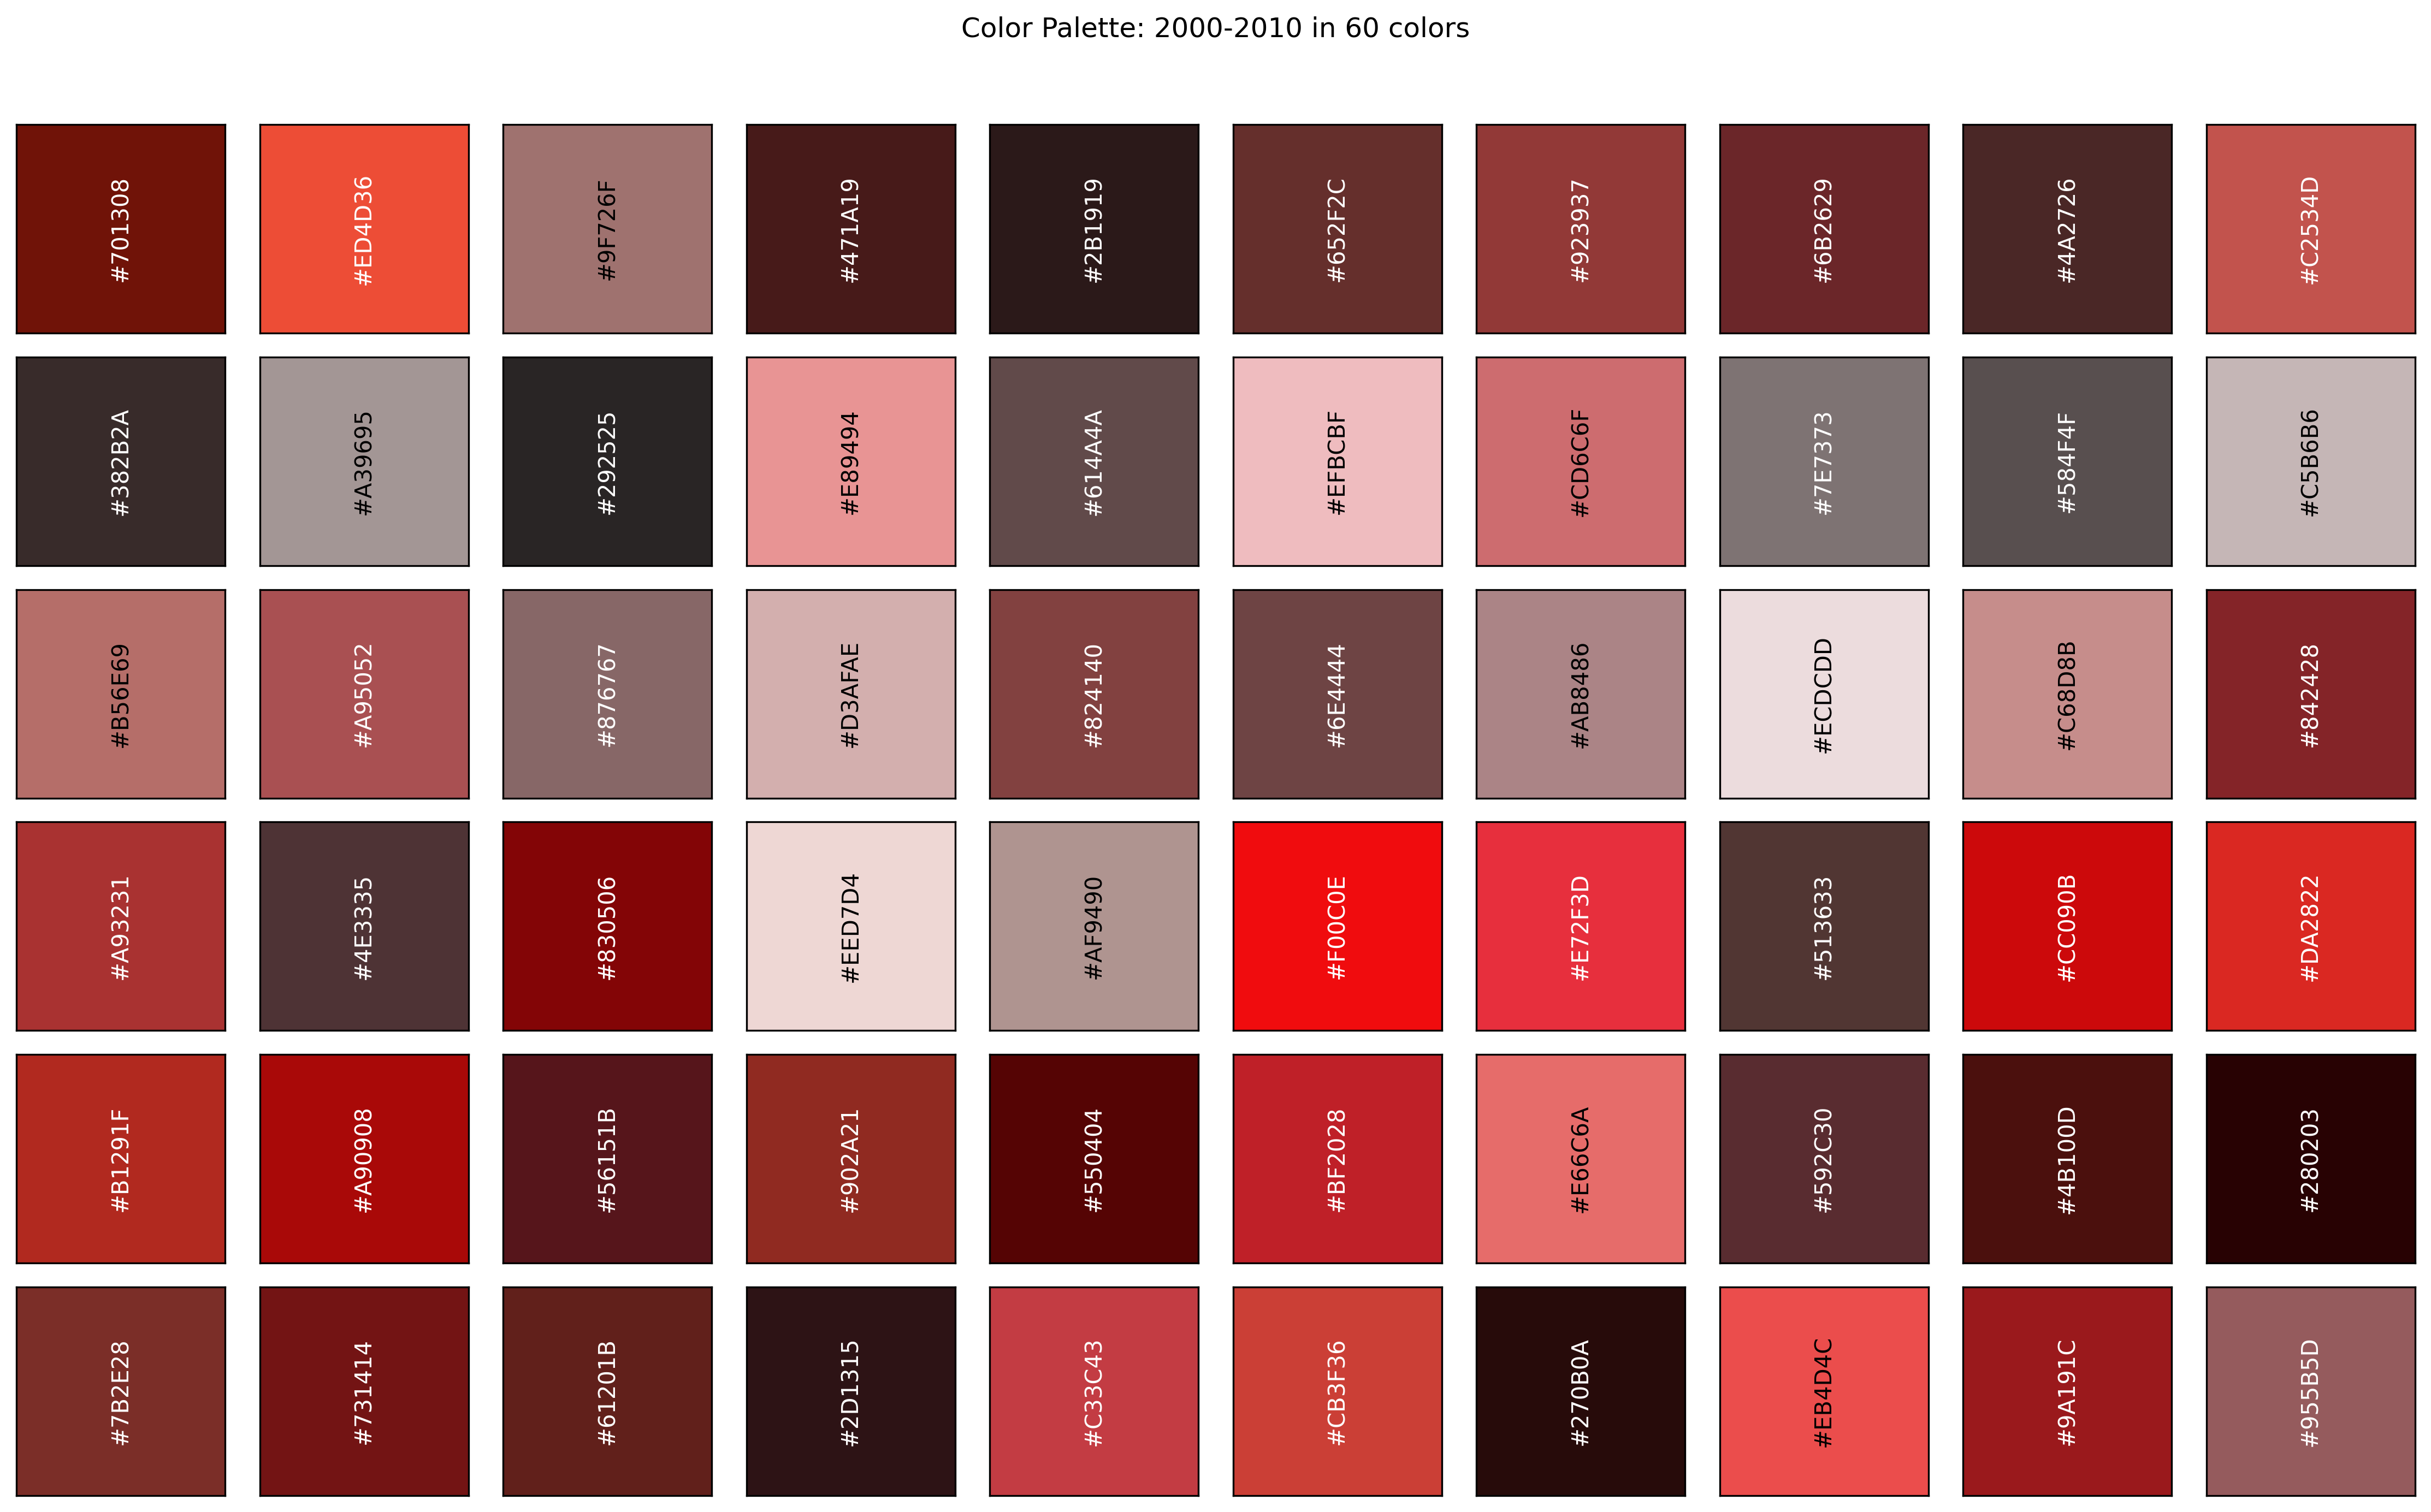 Color Palette: 2000-2010 in 60 colors
#701308
#ED4D36
#9F726F
#471A19
#2B1919
#652F2C
#923937
#6B2629
#4A2726
#C2534D
#382B2A
#A39695
#292525
#E89494
#614A4A
#EFBCBF
#CD6C6F
#7E7373
#584F4F
#C5B6B6
#B56E69
#A95052
#876767
#D3AFAE
#824140
#6E4444
#AB8486
#ECDCDD
#C68D8B
#842428
#A93231
#4E3335
#830506
#EED7D4
#AF9490
#F00C0E
#E72F3D
#513633
#CC090B
#DA2822
#B1291F
#A90908
#56151B
#902A21
#550404
#BF2028
#E66C6A
#592C30
#4B100D
#280203
#7B2E28
#731414
#61201B
#2D1315
#C33C43
#CB3F36
#270B0A
#EB4D4C
#9A191C
#955B5D